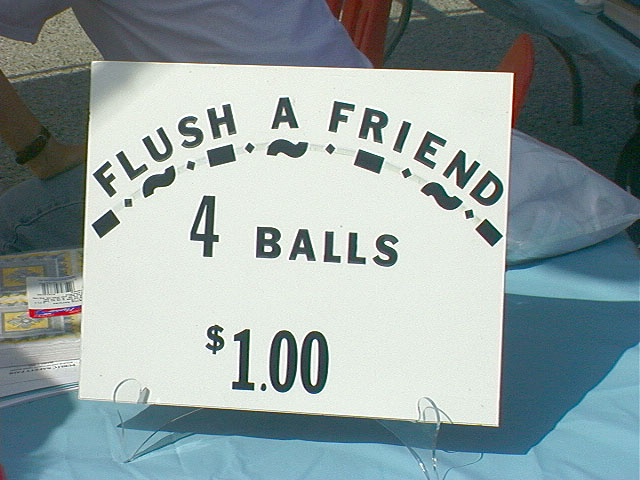 FLUSH A FRIEND
4 BALLS
$1.00